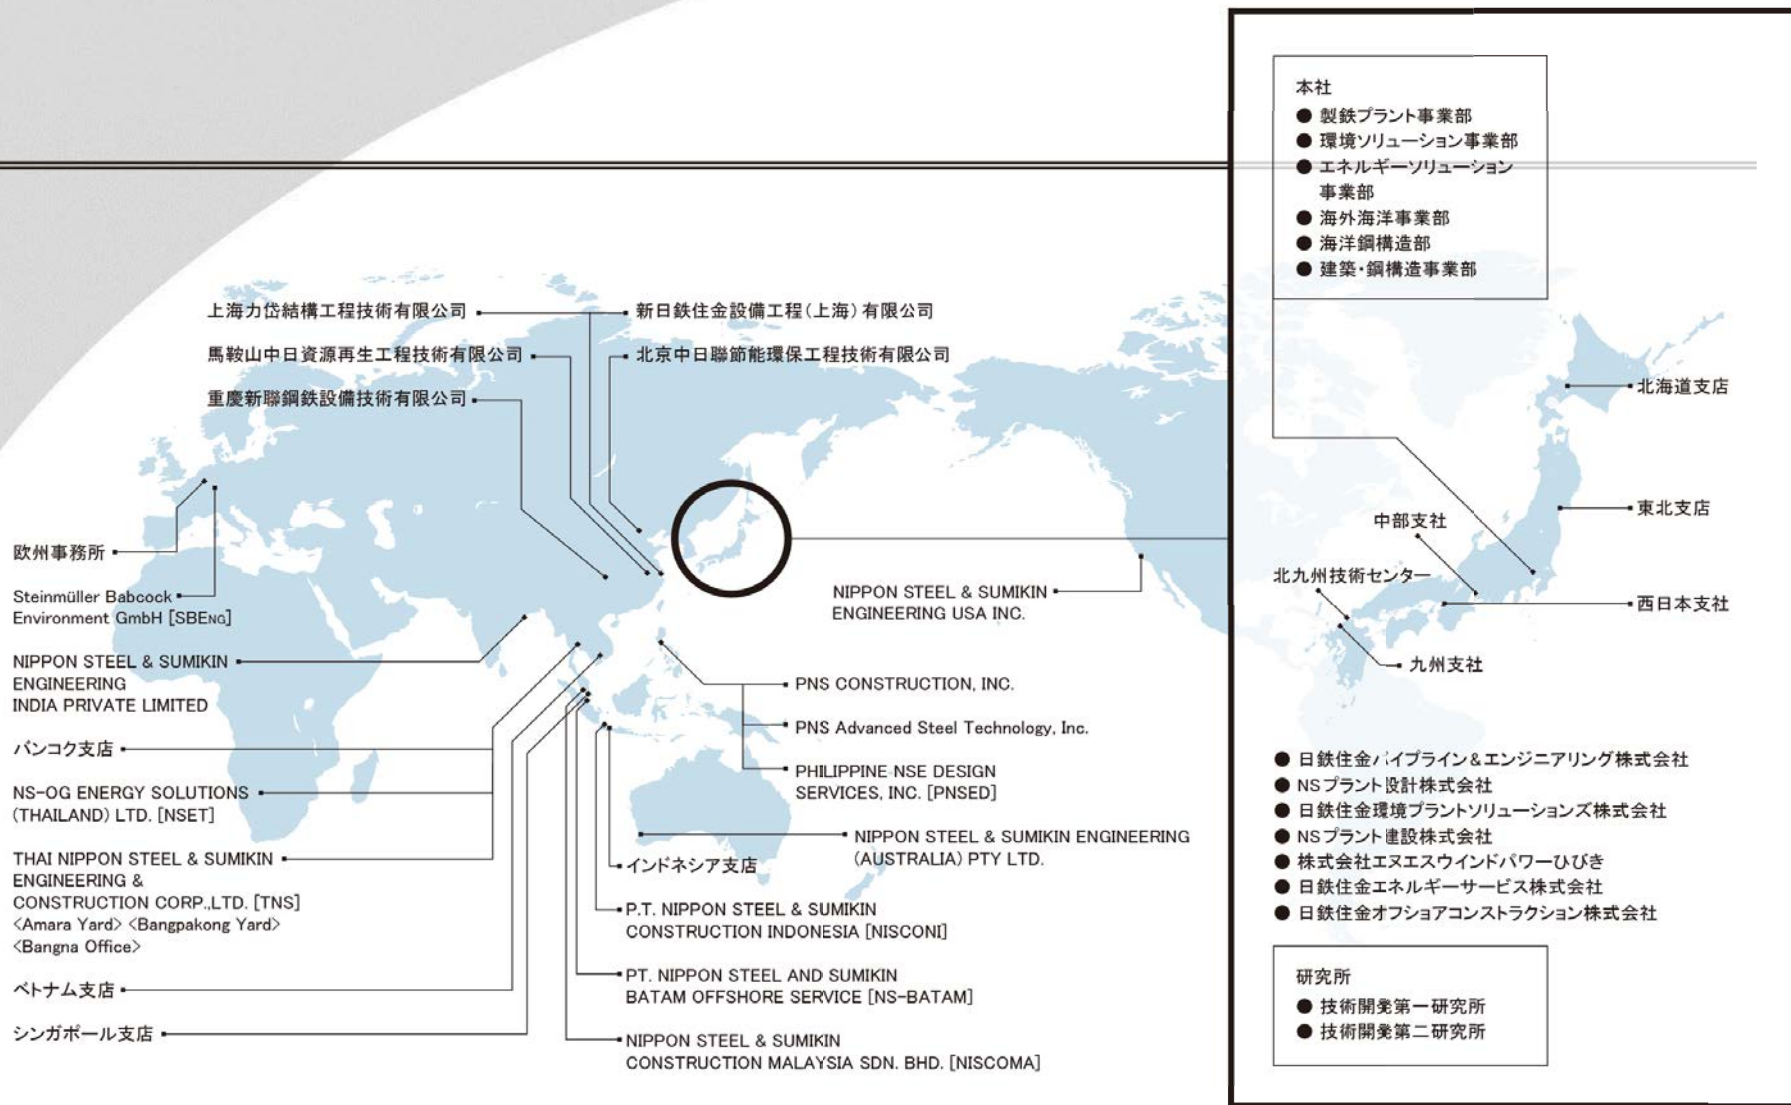 上海力岱結構工程技術有限公司
馬鞍山中日資源再生工程技術有限公司
重慶新聯鋼鉄設備技術有限公司
新日鉄住金設備工程(上海)有限公司
北京中日聯節能環保工程技術有限公司
欧州事務所
Steinmüller Babcock
Environment GmbH [SBENG]
NIPPON STEEL & SUMIKIN
ENGINEERING
INDIA PRIVATE LIMITED
バンコク支店
NS-OG ENERGY SOLUTIONS
(THAILAND) LTD. [NSET]
THAI NIPPON STEEL & SUMIKIN
ENGINEERING &
CONSTRUCTION CORP.,LTD. [TNS]
<Amara Yard> <Bangpakong Yard>
<Bangna Office>
ベトナム支店
シンガポール支店
NIPPON STEEL & SUMIKIN
ENGINEERING USA INC.
PNS CONSTRUCTION, INC.
PNS Advanced Steel Technology, Inc.
PHILIPPINE NSE DESIGN
SERVICES, INC. [PNSED]
NIPPON STEEL & SUMIKIN ENGINEERING
(AUSTRALIA) PTY LTD.
インドネシア支店
P.T. NIPPON STEEL & SUMIKIN
CONSTRUCTION INDONESIA [NISCONI]
PT. NIPPON STEEL AND SUMIKIN
BATAM OFFSHORE SERVICE [NS-BATAM]
NIPPON STEEL & SUMIKIN
CONSTRUCTION MALAYSIA SDN. BHD. [NISCOMA]
本社
● 製鉄プラント事業部
● 環境ソリューション事業部
● エネルギーソリューション
事業部
● 海外海洋事業部
● 海洋鋼構造部
● 建築・鋼構造事業部
北海道支店
東北支店
中部支社
北九州技術センター
西日本支社
九州支社
● 日鉄住金パイプライン&エンジニアリング株式会社
● NSプラント設計株式会社
● 日鉄住金環境プラントソリューションズ株式会社
● NSプラント建設株式会社
● 株式会社エヌエスウインドパワーひびき
● 日鉄住金エネルギーサービス株式会社
● 日鉄住金オフショアコンストラクション株式会社
研究所
● 技術開発第一研究所
● 技術開発第二研究所